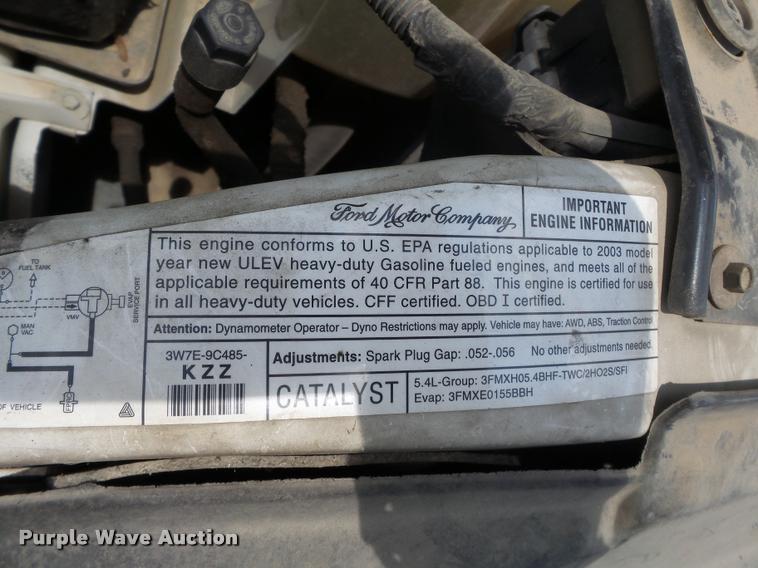 Ford Motor Company
IMPORTANT
ENGINE INFORMATION
This engine conforms to U.S. EPA regulations applicable to 2003 model
year new ULEV heavy-duty Gasoline fueled engines, and meets all of the
applicable requirements of 40 CFR Part 88. This engine is certified for use
in all heavy-duty vehicles. CFF certified. OBD I certified.
Attention: Dynamometer Operator – Dyno Restrictions may apply. Vehicle may have: AWD, ABS, Traction Control
3W7E-9C485-
KZZ
Adjustments: Spark Plug Gap: .052-.056 No other adjustments needed.
CATALYST
5.4L-Group: 3FMXH05.4BHF-TWC/2HO2S/SFI
Evap: 3FMXE0155BBH
TO
FUEL TANK
VMV
EVAP
SERVICE PORT
MAN
VAC
OF VEHICLE
Purple Wave Auction